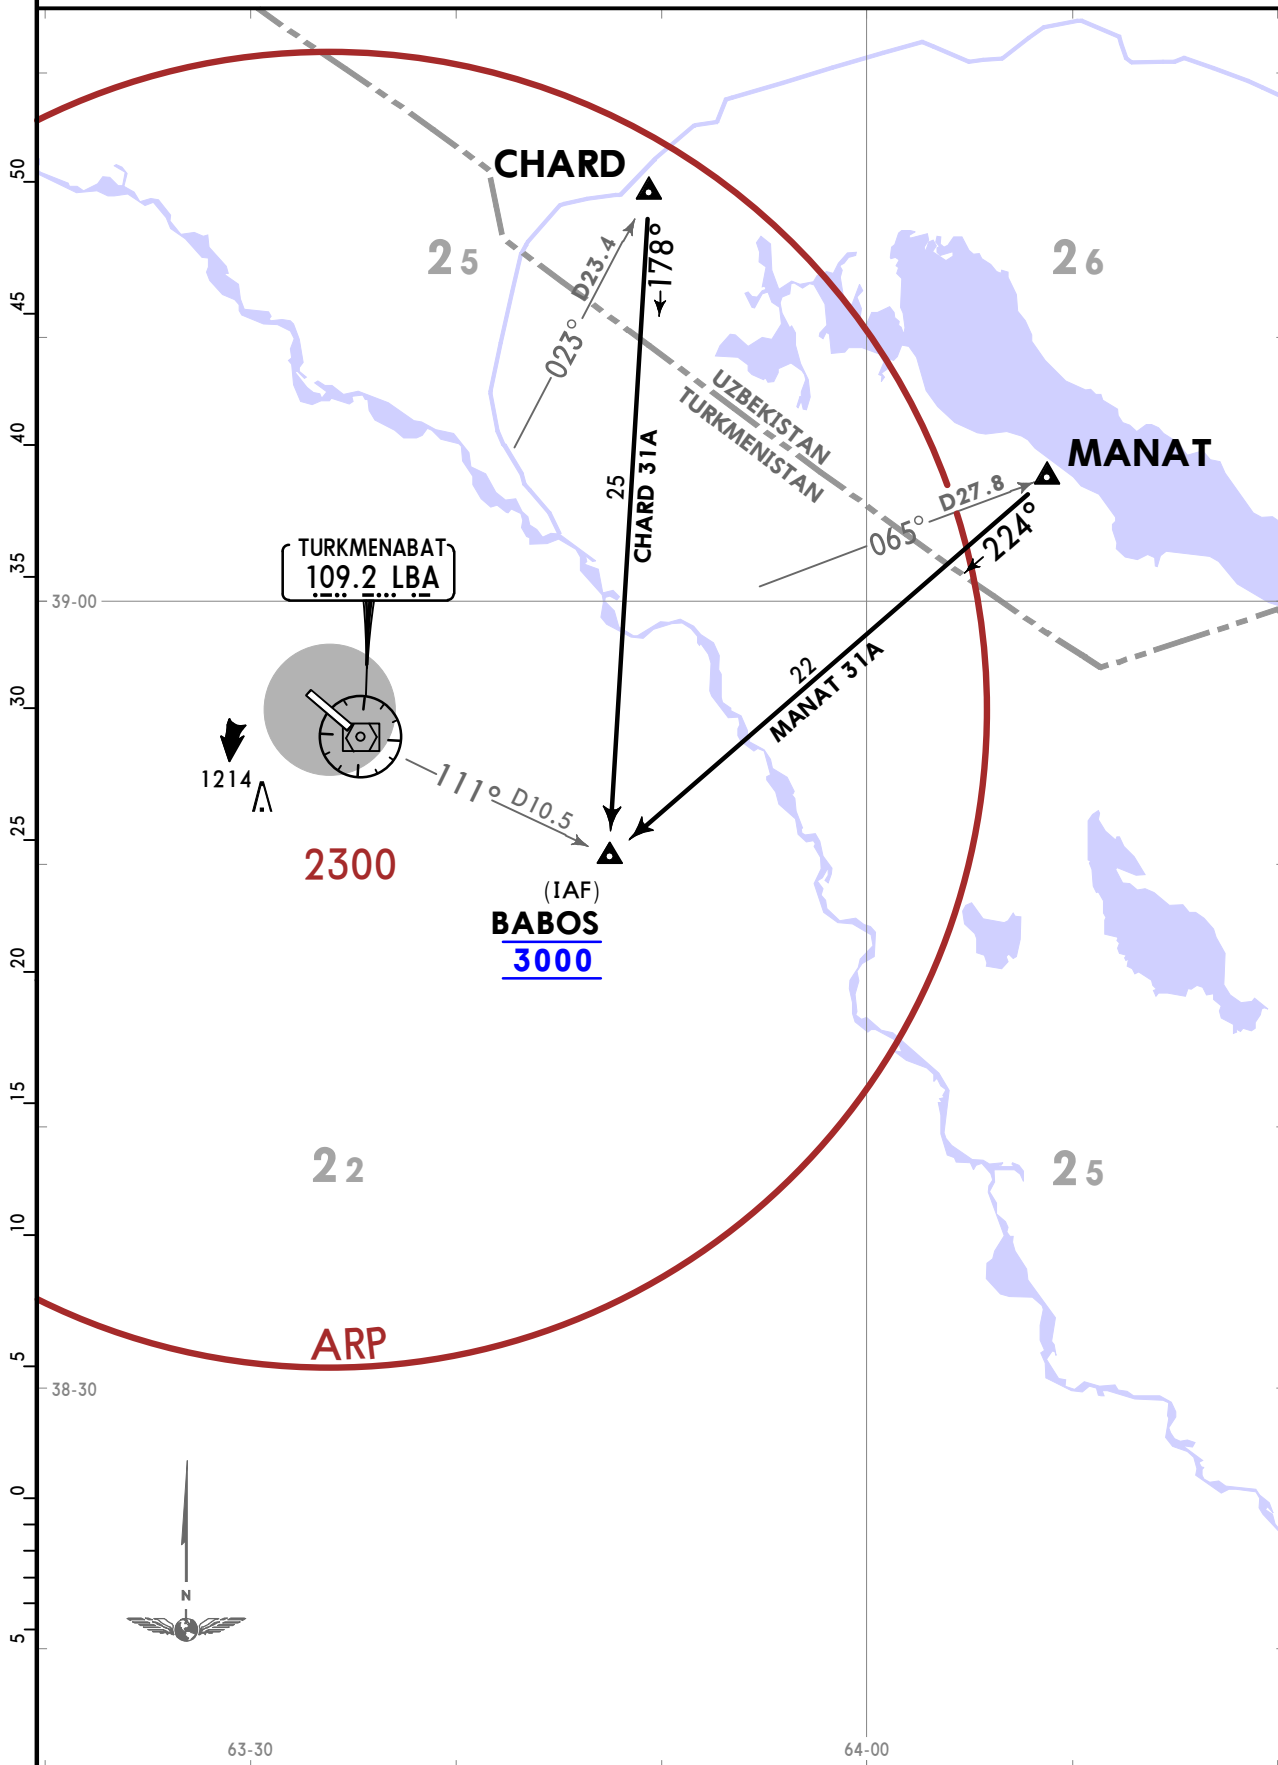 CHARD
25
26
D23.4
023°
178°
UZBEKISTAN
TURKMENISTAN
MANAT
D27.8
065°
224°
25
CHARD 31A
22
MANAT 31A
TURKMENABAT
109.2 LBA
39-00
1214
111° D10.5
2300
(IAF)
BABOS
3000
22
25
ARP
38-30
N
63-30
64-00
50
45
40
35
30
25
20
15
10
5
0
5